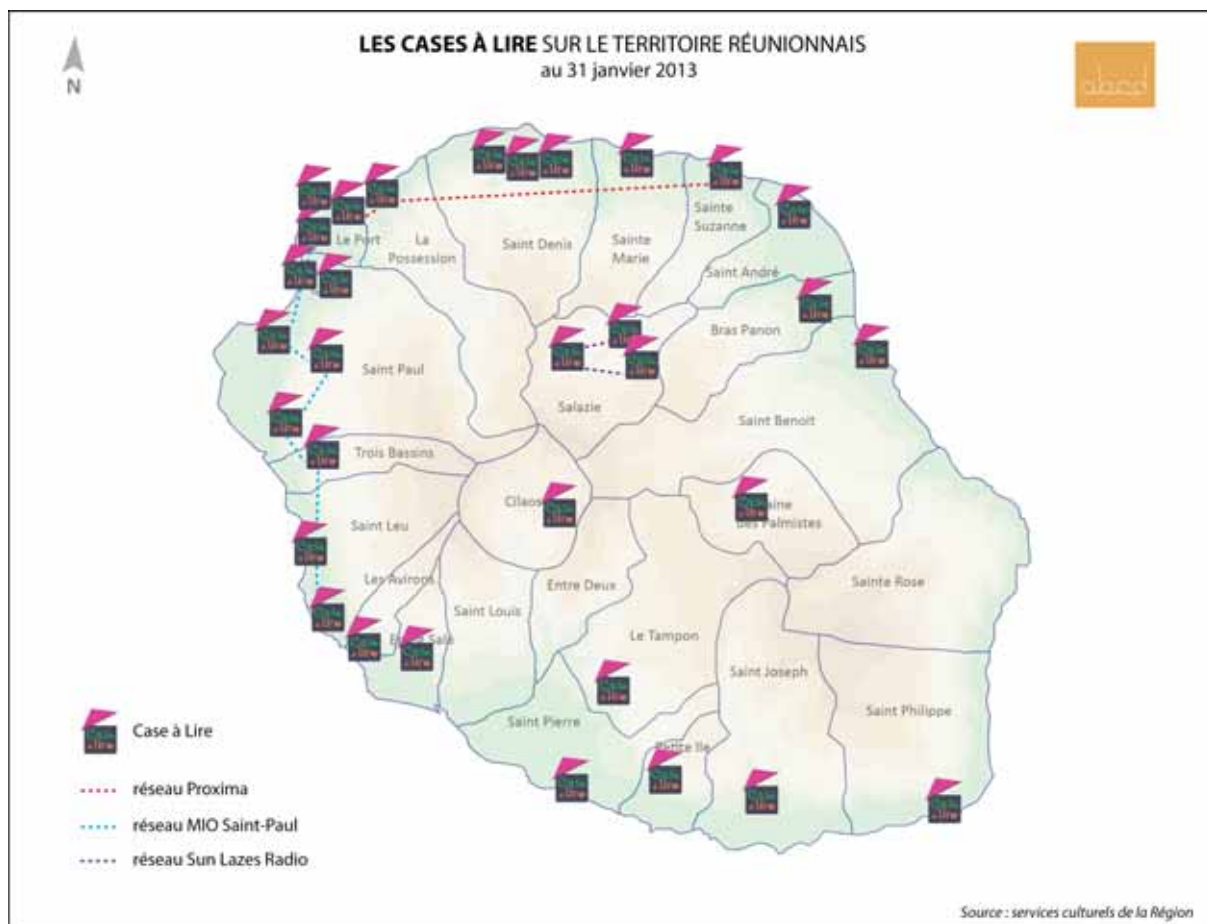 LES CASES À LIRE SUR LE TERRITOIRE RÉUNIONNAIS
au 31 janvier 2013
N
abcd
Le Port
La
Possession
Saint Denis
Sainte
Marie
Sainte
Suzanne
Saint André
Bras Panon
Saint Paul
Salazie
Saint Benoit
Trois Bassins
Cilaos
des Palmistes
Saint Leu
Les Avirons
Saint Louis
Entre Deux
Le Tampon
Sainte Rose
Saint Joseph
Saint Philippe
Saint Pierre
Case à Lire
réseau Proxima
réseau MIO Saint-Paul
réseau Sun Lazes Radio
Source : services culturels de la Région